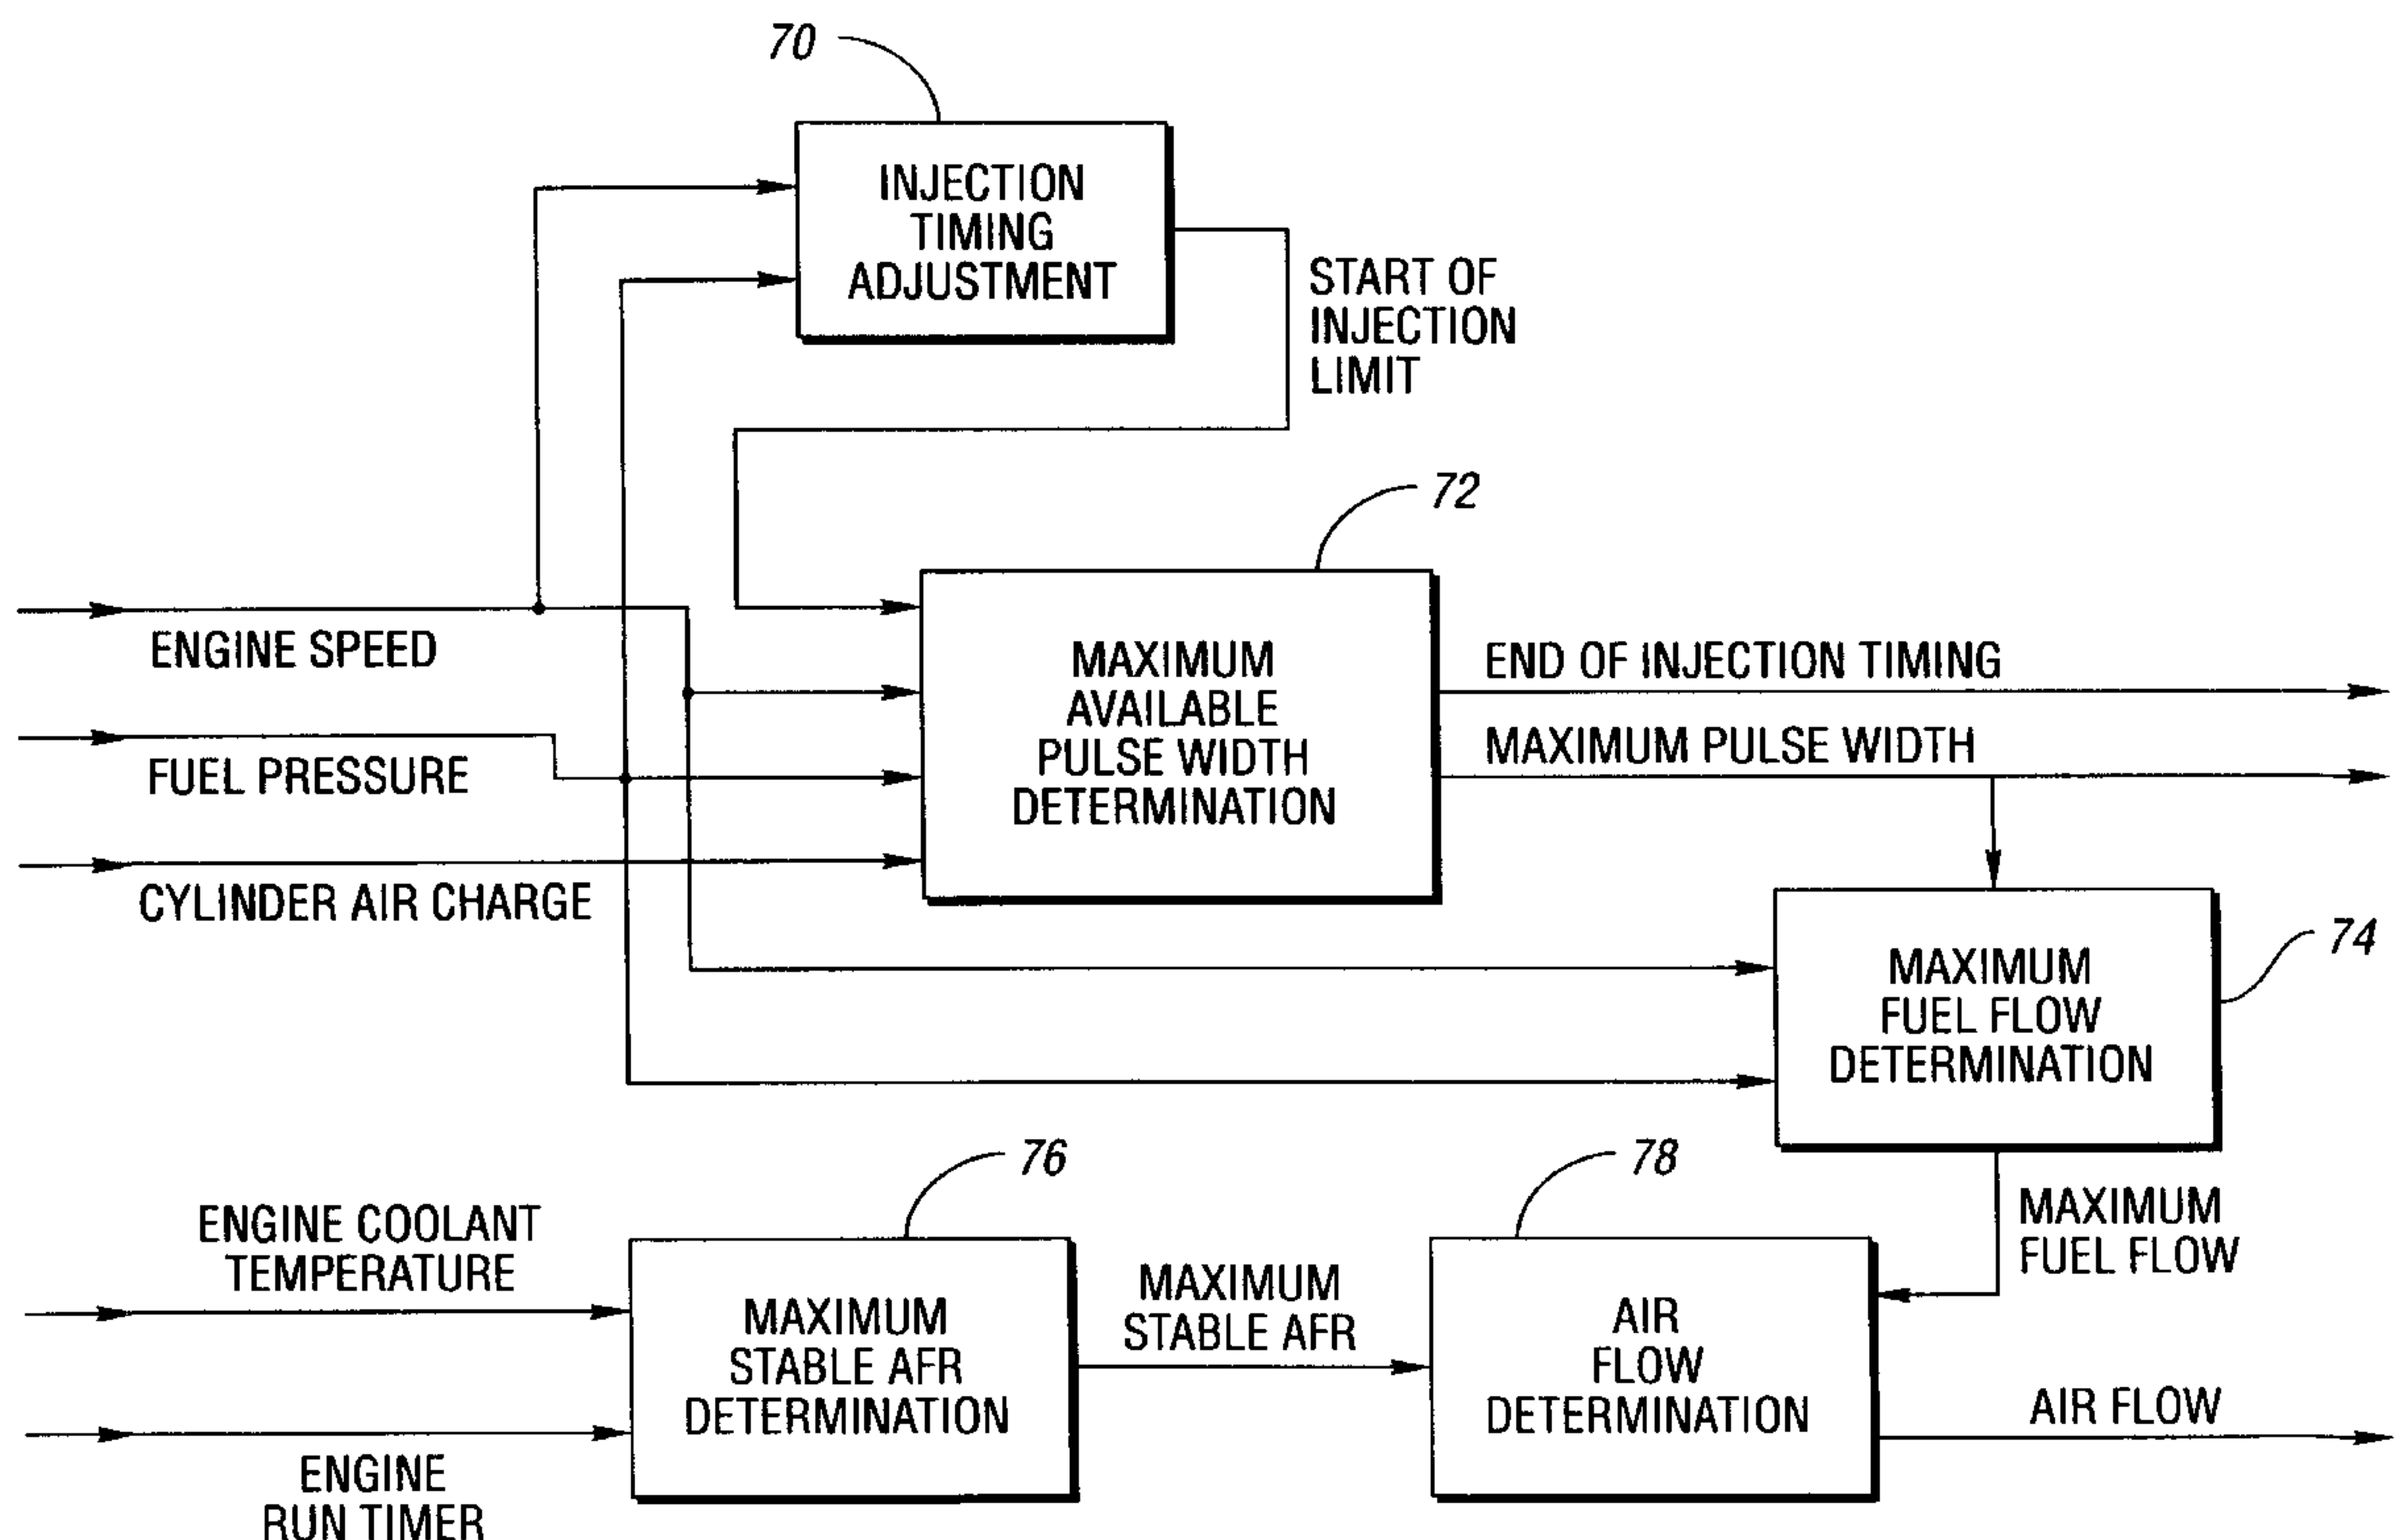 70
INJECTION
TIMING
ADJUSTMENT
START OF
INJECTION
LIMIT
72
ENGINE SPEED
MAXIMUM
AVAILABLE
PULSE WIDTH
DETERMINATION
END OF INJECTION TIMING
MAXIMUM PULSE WIDTH
FUEL PRESSURE
CYLINDER AIR CHARGE
74
MAXIMUM
FUEL FLOW
DETERMINATION
MAXIMUM
FUEL FLOW
76
78
ENGINE COOLANT
TEMPERATURE
MAXIMUM
STABLE AFR
DETERMINATION
MAXIMUM
STABLE AFR
AIR
FLOW
DETERMINATION
AIR FLOW
ENGINE
RUN TIMER